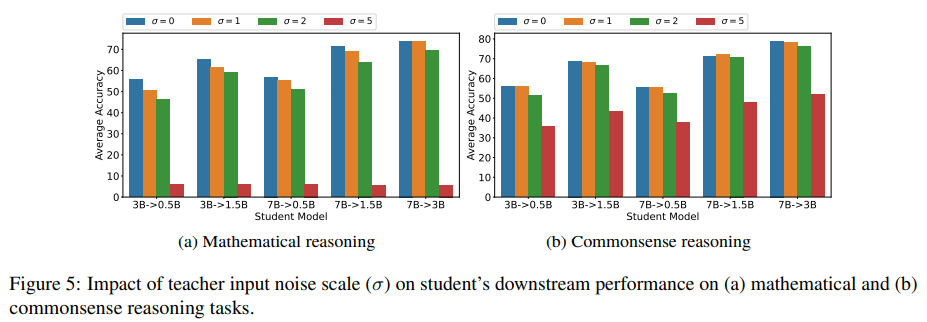 σ = 0 σ = 1 σ = 2 σ = 5
Average Accuracy
70
60
50
40
30
20
10
0
3B->0.5B 3B->1.5B 7B->0.5B 7B->1.5B 7B->3B
Student Model
(a) Mathematical reasoning
σ = 0 σ = 1 σ = 2 σ = 5
Average Accuracy
80
70
60
50
40
30
20
10
0
3B->0.5B 3B->1.5B 7B->0.5B 7B->1.5B 7B->3B
Student Model
(b) Commonsense reasoning
Figure 5: Impact of teacher input noise scale (σ) on student's downstream performance on (a) mathematical and (b)
commonsense reasoning tasks.